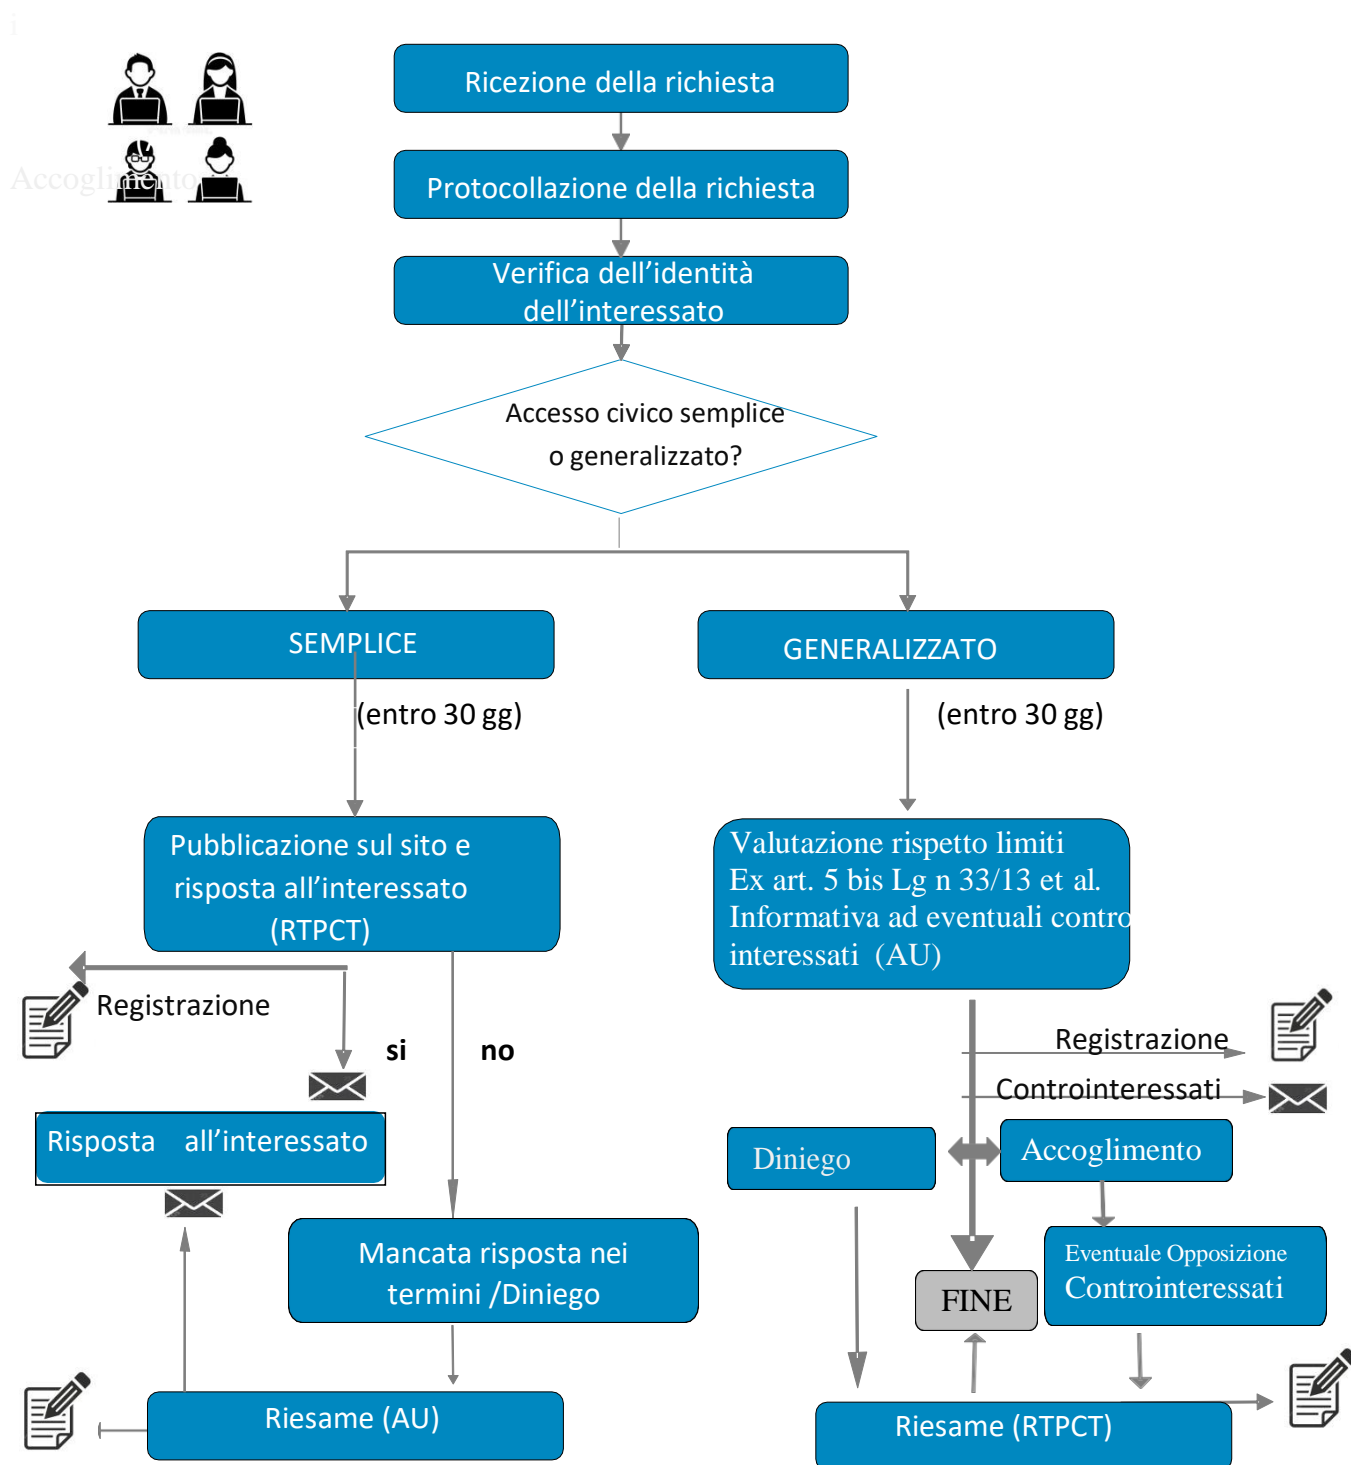 i
Ricezione della richiesta
Accoglimento
Protocollazione della richiesta
Verifica dell'identità
dell'interessato
Accesso civico semplice
o generalizzato?
SEMPLICE
GENERALIZZATO
(entro 30 gg)
(entro 30 gg)
Pubblicazione sul sito e
risposta all'interessato
(RTPCT)
Valutazione rispetto limiti
Ex art. 5 bis Lg n 33/13 et al.
Informativa ad eventuali contro
interessati (AU)
Registrazione
si
no
Registrazione
Controinteressati
Risposta all'interessato
Diniego
Accoglimento
Mancata risposta nei
termini /Diniego
Eventuale Opposizione
Controinteressati
FINE
Riesame (AU)
Riesame (RTPCT)